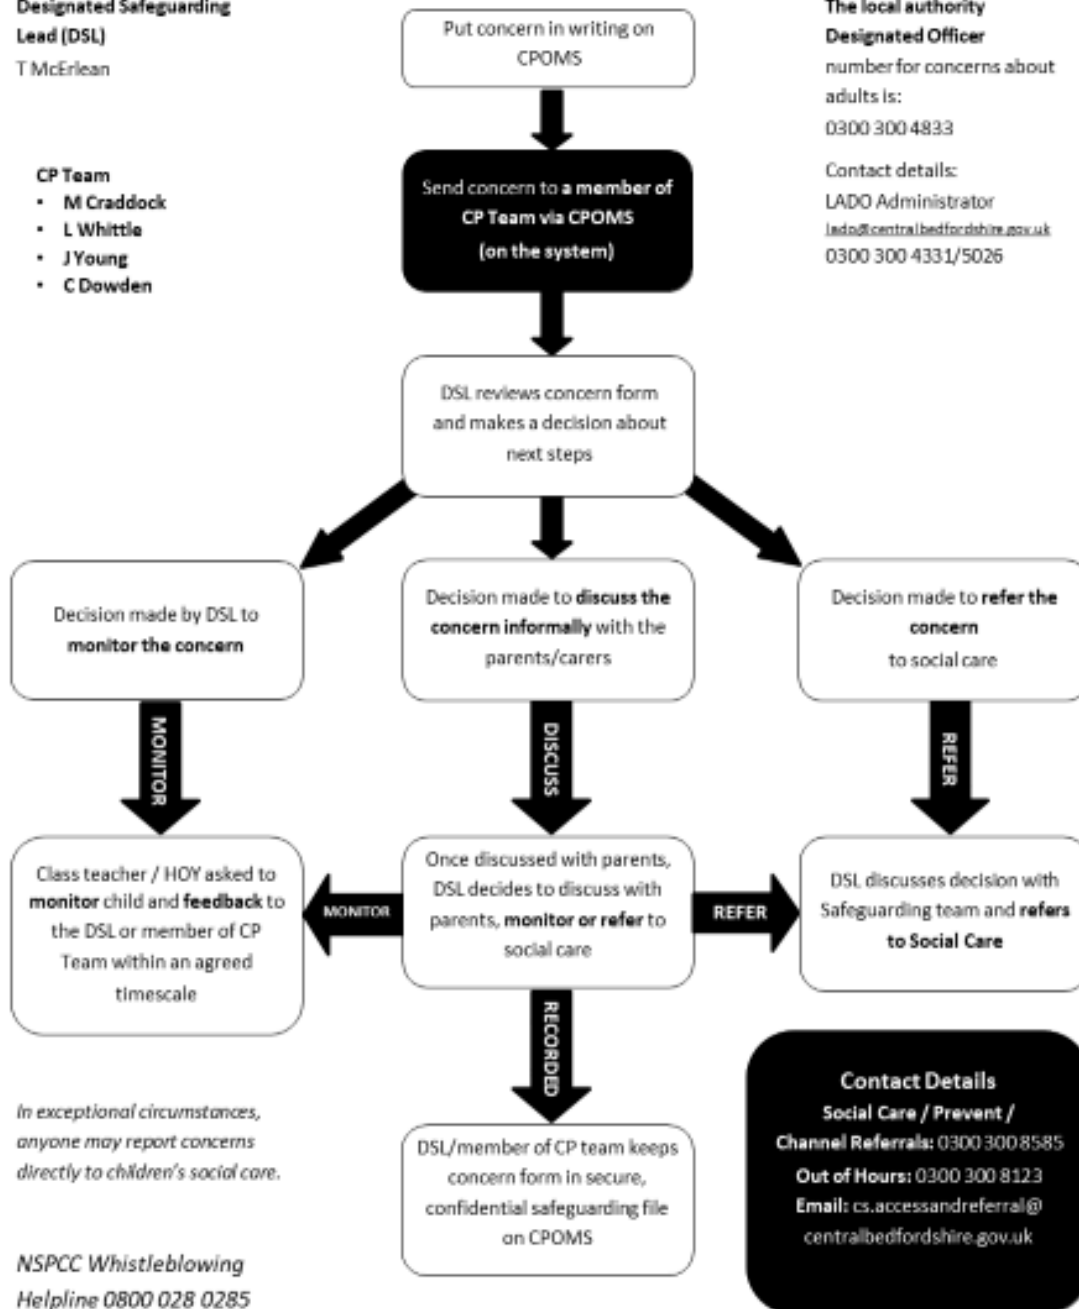 Designated Safeguarding
Lead (DSL)
T McErlean
CP Team
• M Craddock
• L Whittle
• J Young
• C Dowden
Put concern in writing on
CPOMS
The local authority
Designated Officer
number for concerns about
adults is:
0300 300 4833
Contact details:
LADO Administrator
lado@centralbedfordshire.gov.uk
0300 300 4331/5026
Send concern to a member of
CP Team via CPOMS
(on the system)
DSL reviews concern form
and makes a decision about
next steps
Decision made by DSL to
monitor the concern
Decision made to discuss the
concern informally with the
parents/carers
Decision made to refer the
concern
to social care
MONITOR
DISCUSS
REFER
Class teacher / HOY asked to
monitor child and feedback to
the DSL or member of CP
Team within an agreed
timescale
MONITOR
Once discussed with parents,
DSL decides to discuss with
parents, monitor or refer to
social care
REFER
DSL discusses decision with
Safeguarding team and refers
to Social Care
RECORDED
DSL/member of CP team keeps
concern form in secure,
confidential safeguarding file
on CPOMS
In exceptional circumstances,
anyone may report concerns
directly to children's social care.
NSPCC Whistleblowing
Helpline 0800 028 0285
Contact Details
Social Care / Prevent /
Channel Referrals: 0300 300 8585
Out of Hours: 0300 300 8123
Email: cs.accessandreferral@
centralbedfordshire.gov.uk